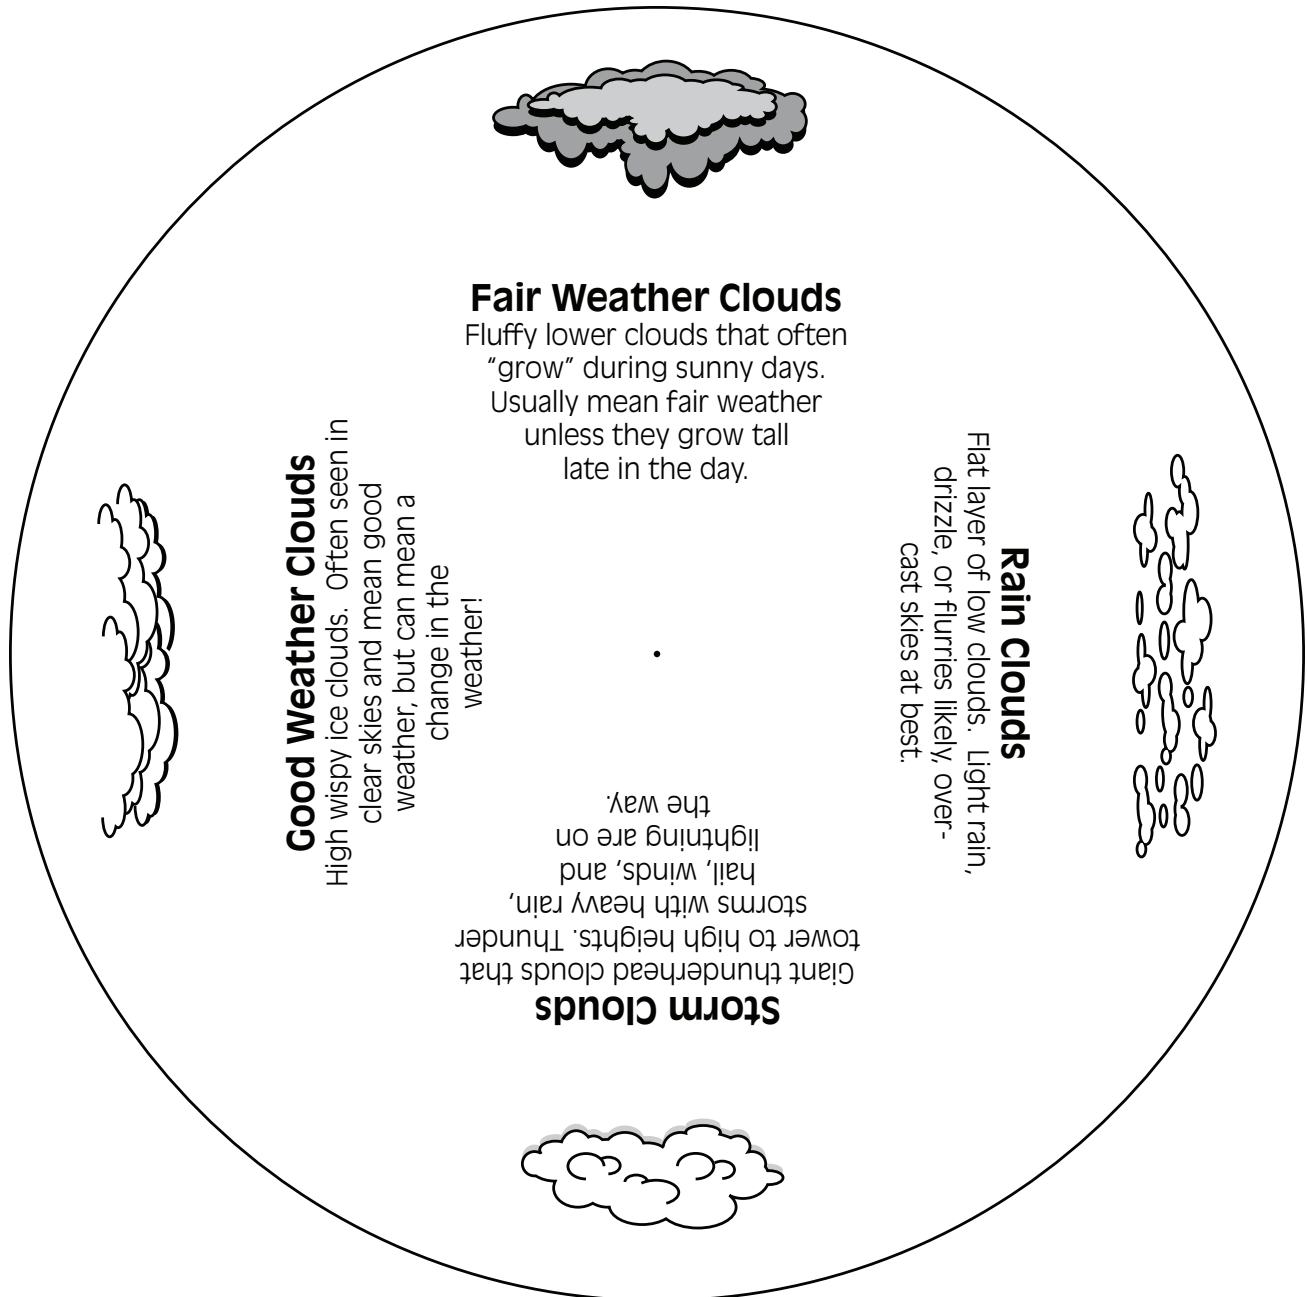 Fair Weather Clouds
Fluffy lower clouds that often
“grow” during sunny days.
Usually mean fair weather
unless they grow tall
late in the day.
Good Weather Clouds
High wispy ice clouds. Often seen in
clear skies and mean good
weather, but can mean a
change in the
weather!
Rain Clouds
Flat layer of low clouds. Light rain,
drizzle, or flurries likely, over-
cast skies at best.
Storm Clouds
Giant thunderhead clouds that
tower to high heights. Thunder
storms with heavy rain,
hail, winds, and
lightning are on
the way.